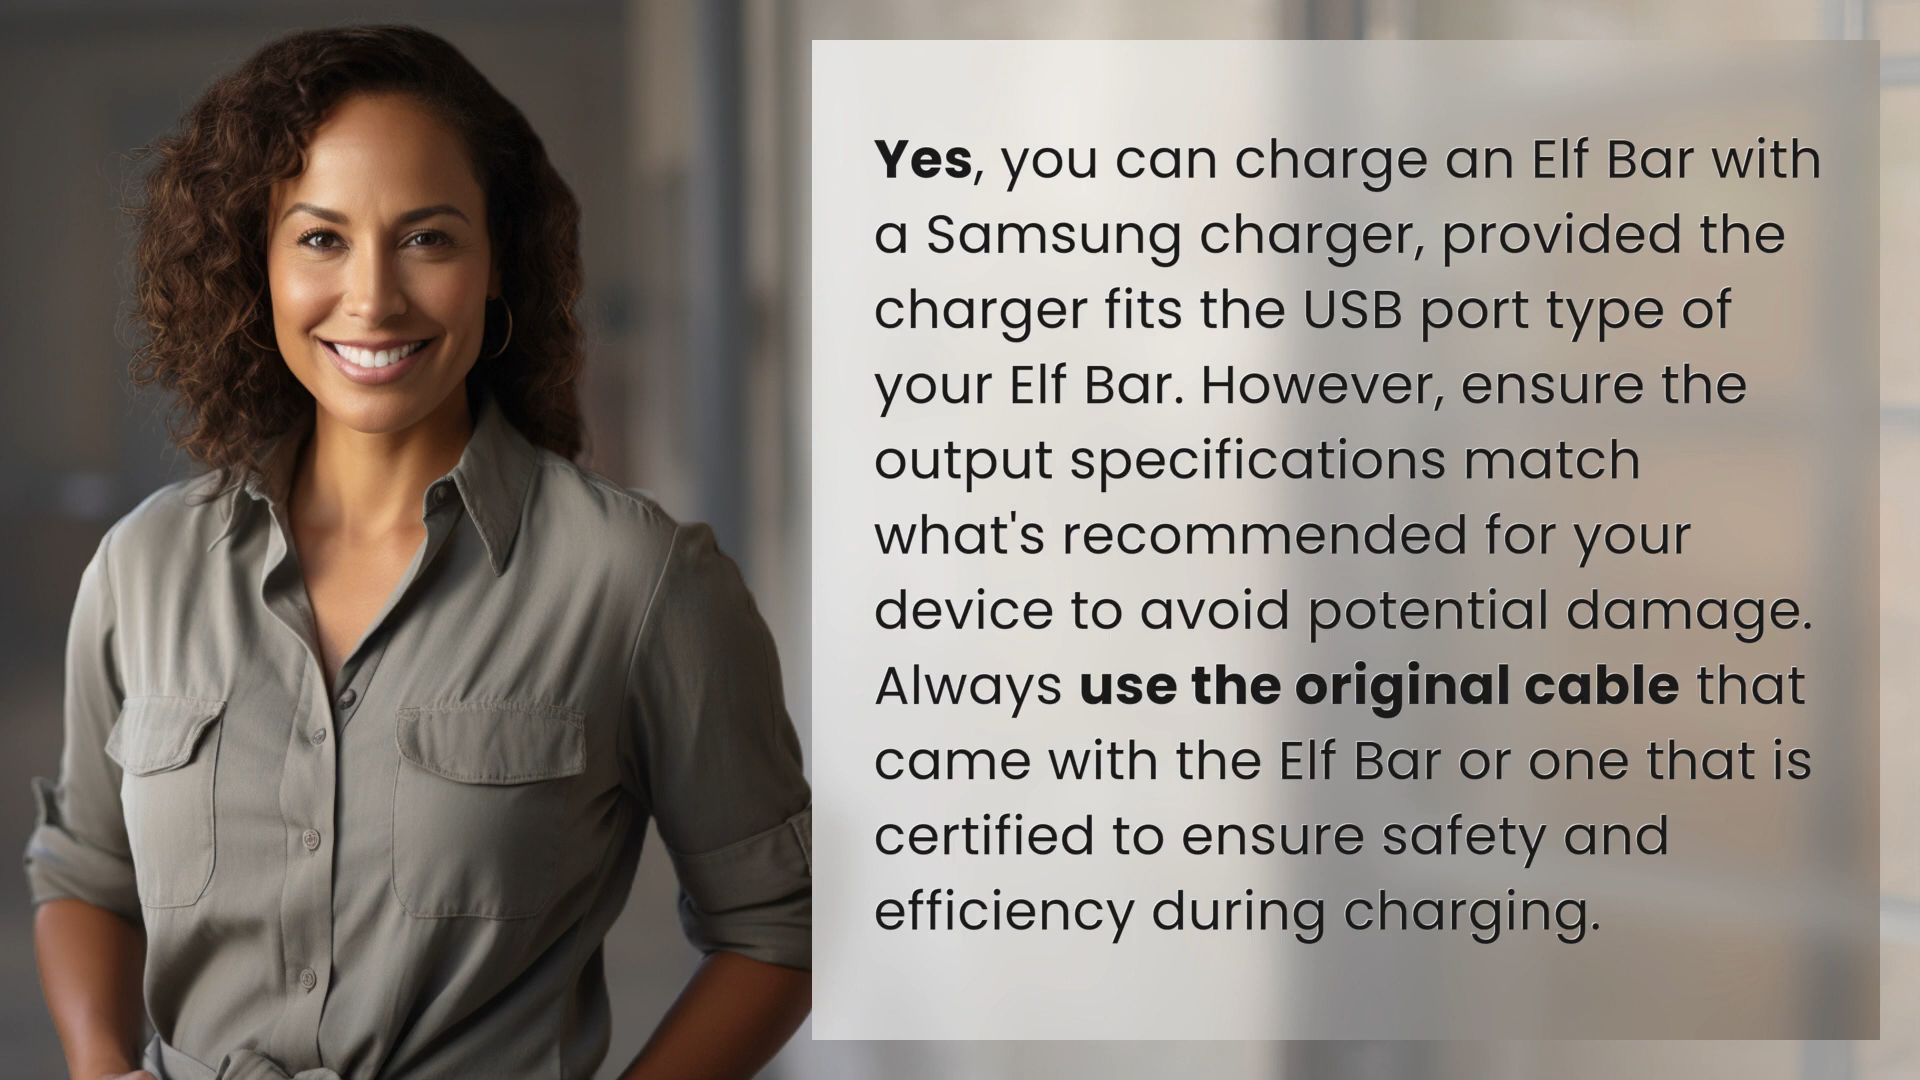 Yes, you can charge an Elf Bar with
a Samsung charger, provided the
charger fits the USB port type of
your Elf Bar. However, ensure the
output specifications match
what's recommended for your
device to avoid potential damage.
Always use the original cable that
came with the Elf Bar or one that is
certified to ensure safety and
efficiency during charging.